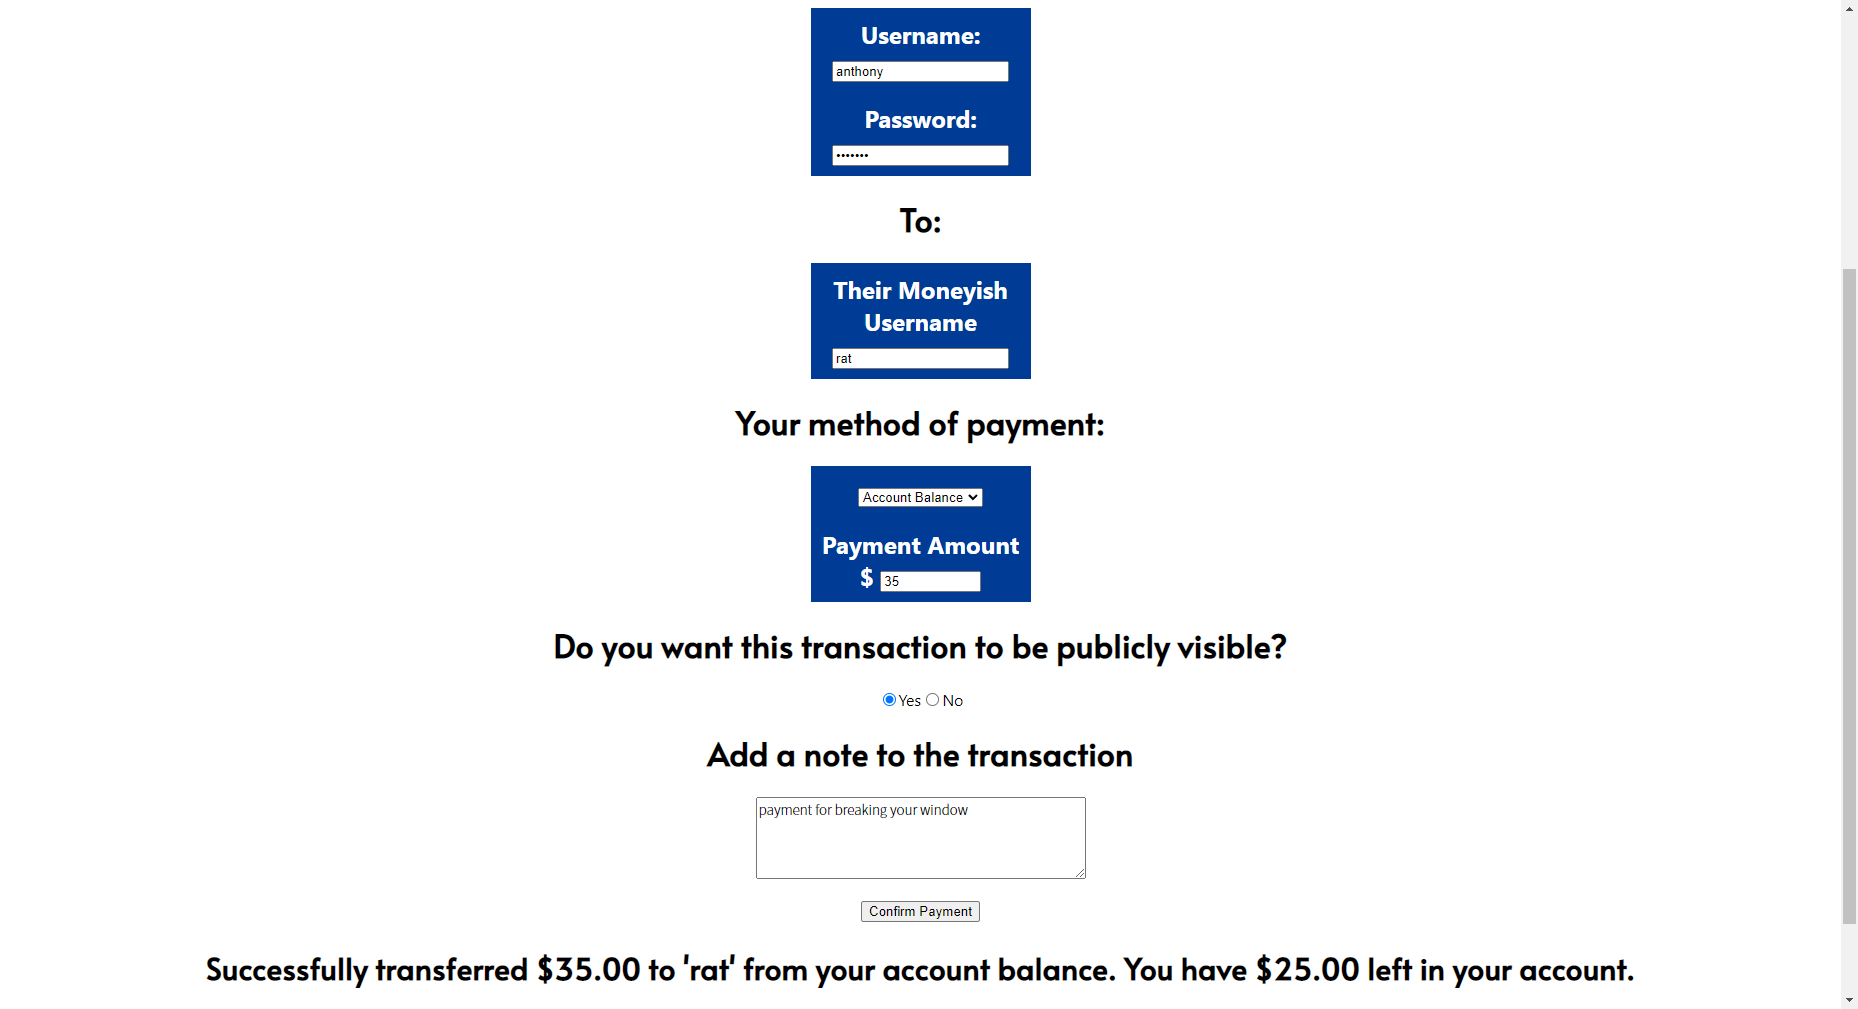 Username:
anthony
Password:
•••••••
To:
Their Moneyish
Username
rat
Your method of payment:
Account Balance
Payment Amount
$ 35
Do you want this transaction to be publicly visible?
Yes No
Add a note to the transaction
payment for breaking your window
Confirm Payment
Successfully transferred $35.00 to 'rat' from your account balance. You have $25.00 left in your account.